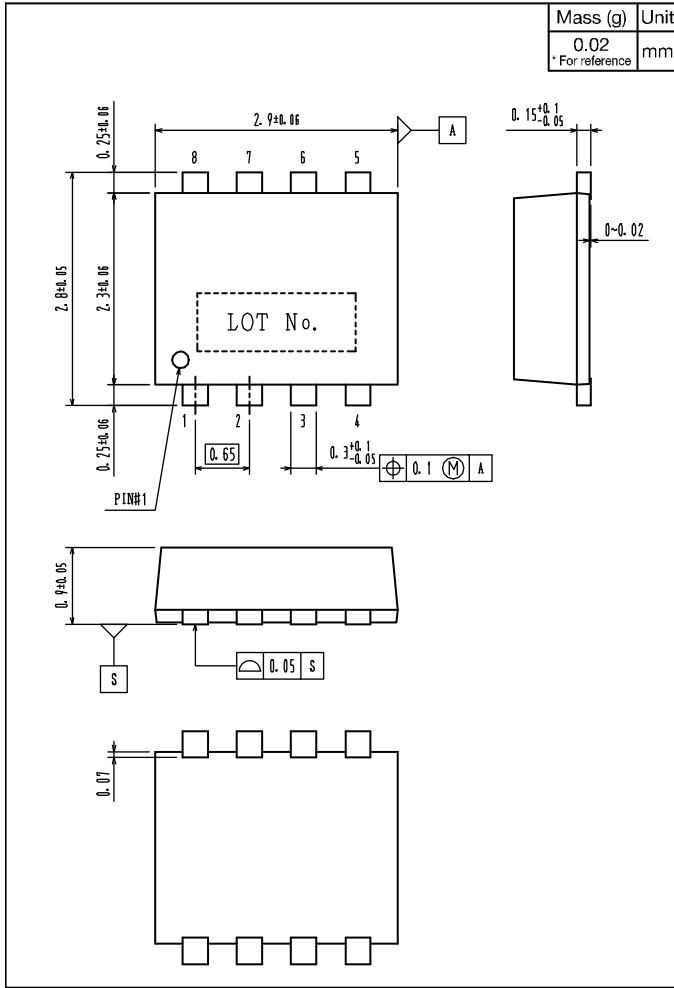 Mass (g) Unit
0.02
* For reference
mm
2.9±0.06
A
0.15+0.1
-0.05
0.25±0.06
8 7 6 5
0~0.02
2.8±0.05
2.3±0.06
LOT No.
0.25±0.06
1 2 3 4
0.65
0.3+0.1
-0.05
0.1 Ⓜ A
PIN#1
0.9±0.05
S
0.05 S
0.07